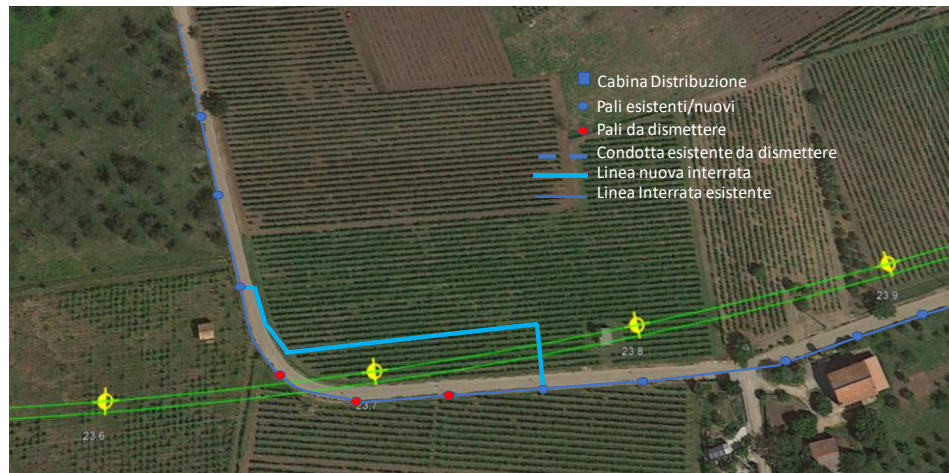 Cabina Distribuzione
Pali esistenti/nuovi
Pali da dismettere
Condotta esistente da dismettere
Linea nuova interrata
Linea Interrata esistente
23.9
23.8
23.7
23.6